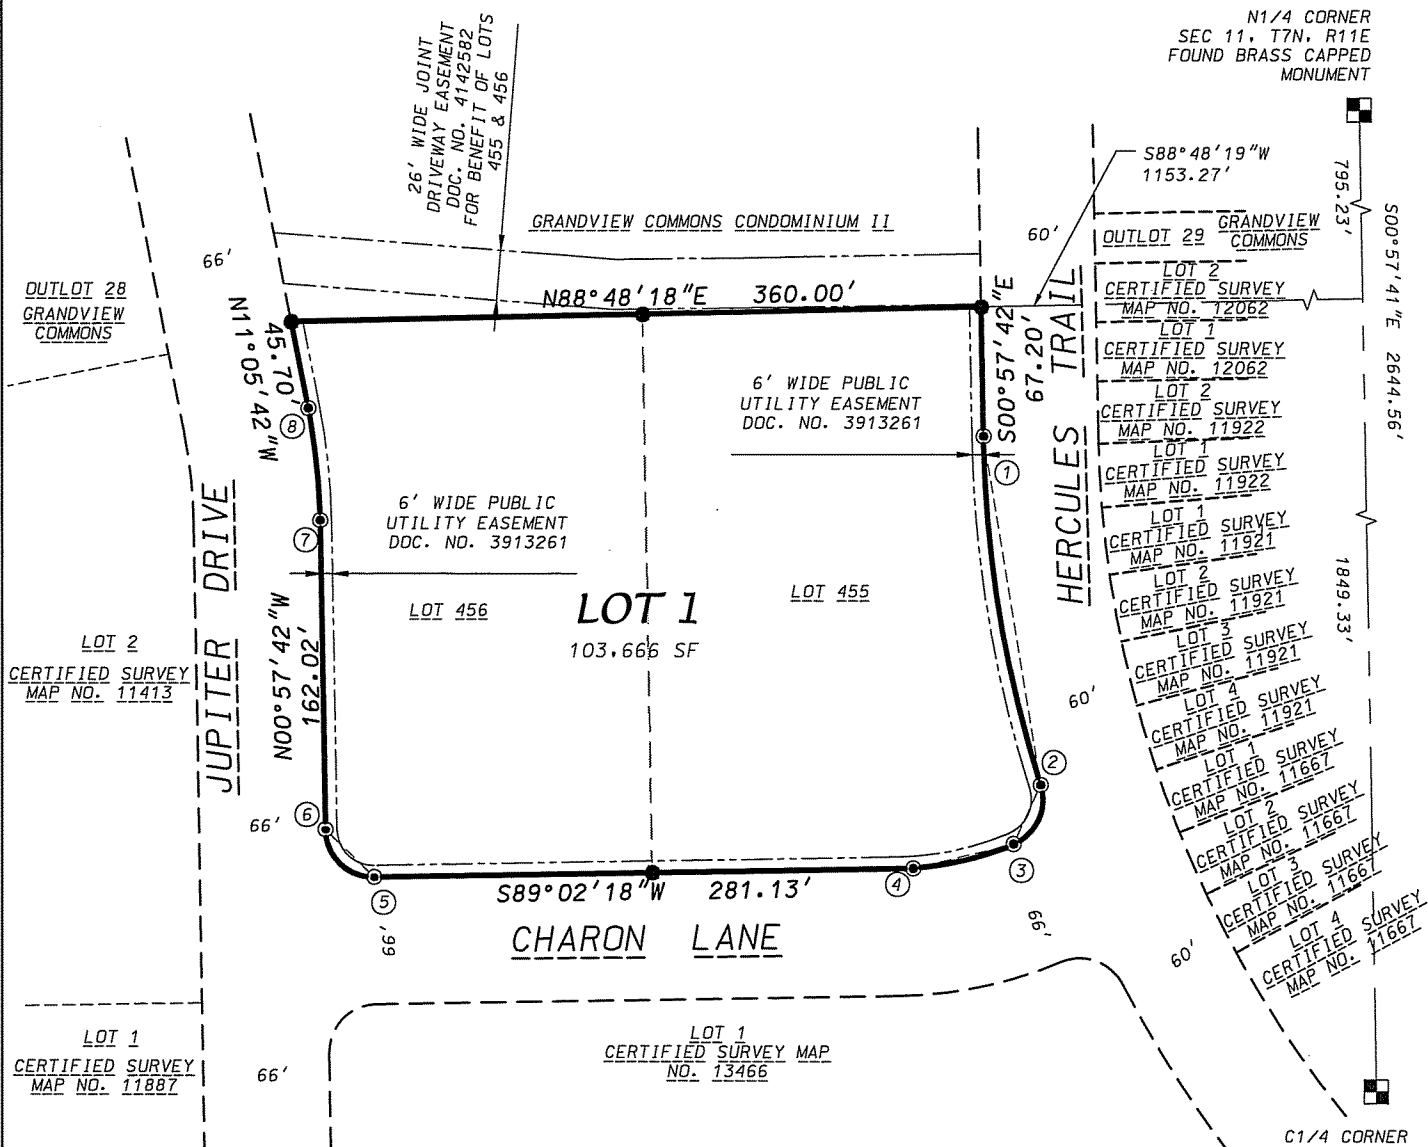 N1/4 CORNER
SEC 11, T7N, R11E
FOUND BRASS CAPPED
MONUMENT
26' WIDE JOINT
DRIVEWAY EASEMENT
DOC. NO. 4142582
FOR BENEFIT OF LOTS
455 & 456
S88°48'19"W
1153.27'
795.23'
S00°57'41"E 2644.56'
GRANDVIEW COMMONS CONDOMINIUM II
60'
OUTLOT 29 GRANDVIEW
COMMONS
66'
OUTLOT 28
GRANDVIEW
COMMONS
N88°48'18"E 360.00'
LOT 2
CERTIFIED SURVEY
MAP NO. 12062
N11°05'42"W
45.70'
S00°57'42"E
67.20'
HERCULES TRAIL
LOT 1
CERTIFIED SURVEY
MAP NO. 12062
6' WIDE PUBLIC
UTILITY EASEMENT
DOC. NO. 3913261
LOT 2
CERTIFIED SURVEY
MAP NO. 11922
8
1
LOT 1
CERTIFIED SURVEY
MAP NO. 11922
6' WIDE PUBLIC
UTILITY EASEMENT
DOC. NO. 3913261
7
JUPITER DRIVE
LOT 1
CERTIFIED SURVEY
MAP NO. 11921
LOT 456
LOT 1
103,666 SF
LOT 455
LOT 2
CERTIFIED SURVEY
MAP NO. 11921
1849.33'
LOT 2
CERTIFIED SURVEY
MAP NO. 11413
N00°57'42"W
162.02'
LOT 3
CERTIFIED SURVEY
MAP NO. 11921
60'
LOT 4
CERTIFIED SURVEY
MAP NO. 11921
2
LOT 1
CERTIFIED SURVEY
MAP NO. 11667
66'
6
LOT 2
CERTIFIED SURVEY
MAP NO. 11667
3
4
5
S89°02'18"W 281.13'
LOT 3
CERTIFIED SURVEY
MAP NO. 11667
66'
CHARON LANE
66'
60'
LOT 4
CERTIFIED SURVEY
MAP NO. 11667
LOT 1
CERTIFIED SURVEY
MAP NO. 11887
66'
LOT 1
CERTIFIED SURVEY MAP
NO. 13466
C1/4 CORNER